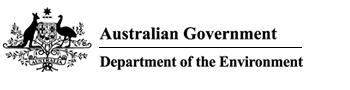 Australian Government
Department of the Environment